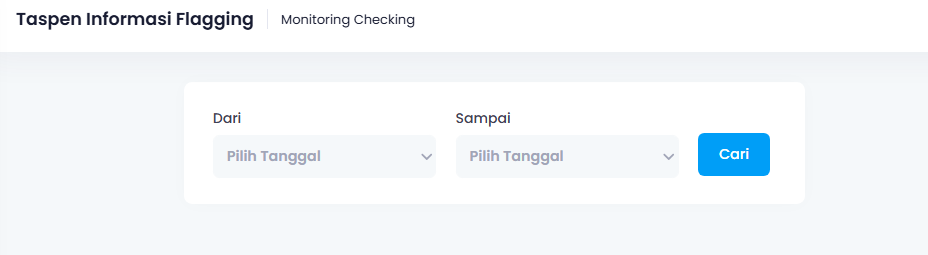 Taspen Informasi Flagging Monitoring Checking
Dari Sampai
Pilih Tanggal Pilih Tanggal Cari